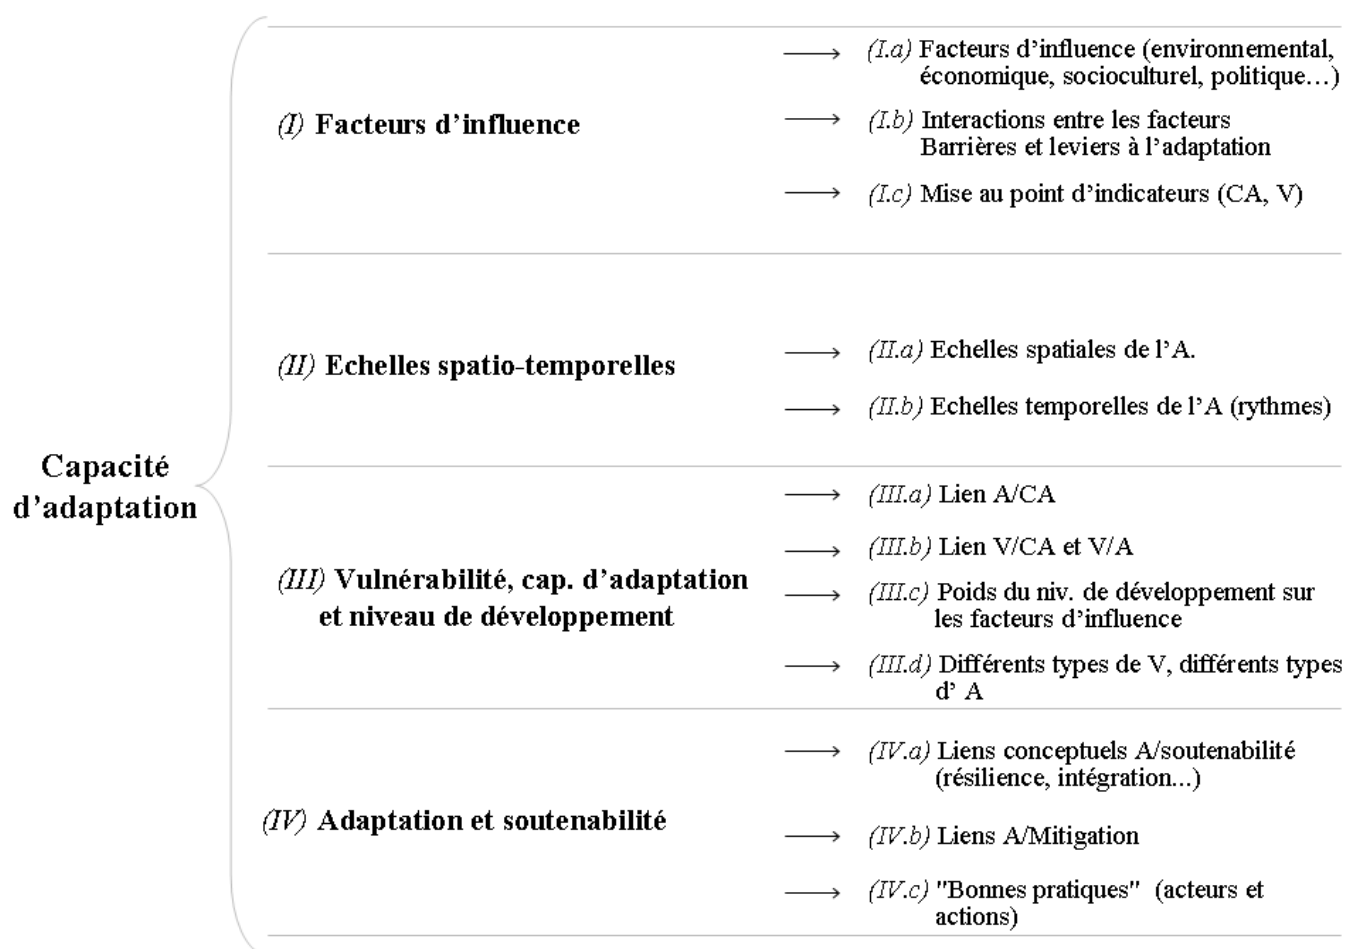 Capacité
d’adaptation
(I) Facteurs d’influence
(I.a) Facteurs d’influence (environnemental,
économique, socioculturel, politique…)
(I.b) Interactions entre les facteurs
Barrières et leviers à l’adaptation
(I.c) Mise au point d’indicateurs (CA, V)
(II) Echelles spatio-temporelles
(II.a) Echelles spatiales de l’A.
(II.b) Echelles temporelles de l’A (rythmes)
(III) Vulnérabilité, cap. d’adaptation
et niveau de développement
(III.a) Lien A/CA
(III.b) Lien V/CA et V/A
(III.c) Poids du niv. de développement sur
les facteurs d’influence
(III.d) Différents types de V, différents types
d’ A
(IV) Adaptation et soutenabilité
(IV.a) Liens conceptuels A/soutenabilité
(résilience, intégration...)
(IV.b) Liens A/Mitigation
(IV.c) "Bonnes pratiques" (acteurs et
actions)